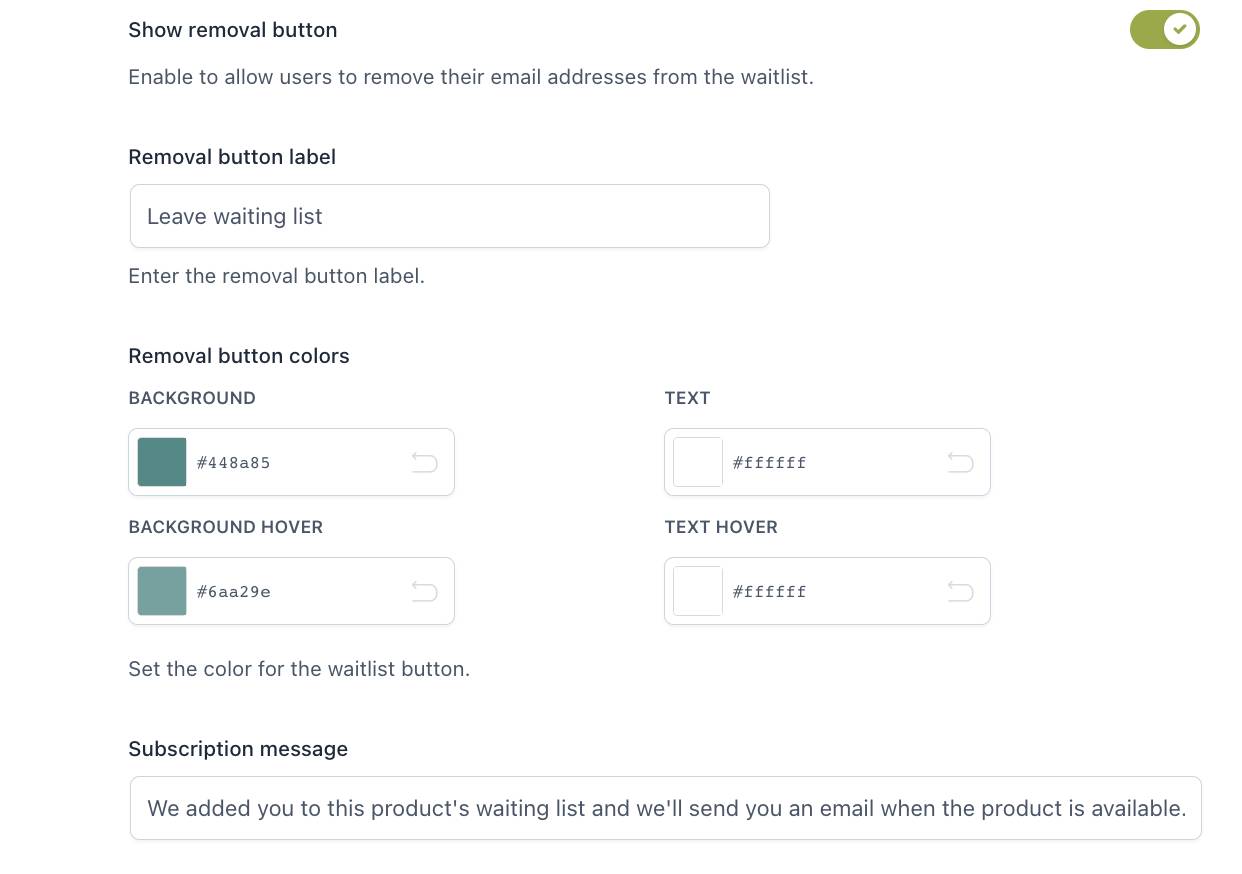 Show removal button
Enable to allow users to remove their email addresses from the waitlist.
Removal button label
Leave waiting list
Enter the removal button label.
Removal button colors
BACKGROUND
TEXT
#448a85
#ffffff
BACKGROUND HOVER
TEXT HOVER
#6aa29e
#ffffff
Set the color for the waitlist button.
Subscription message
We added you to this product's waiting list and we'll send you an email when the product is available.